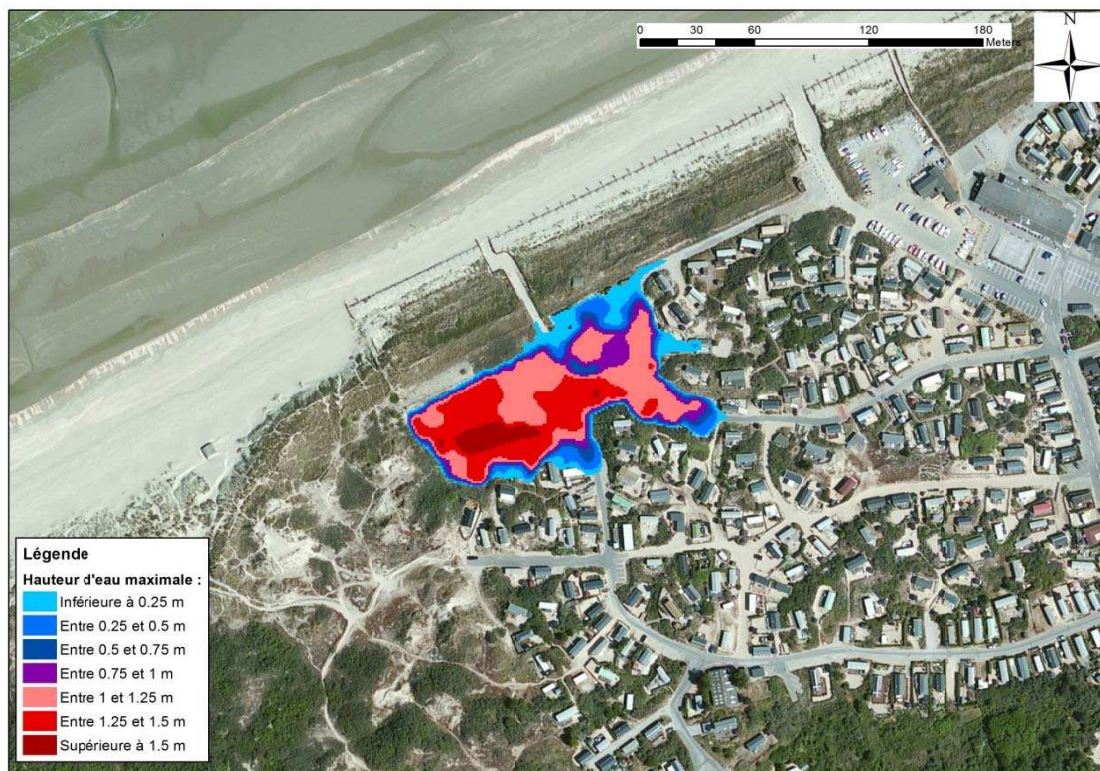 0 30 60 120 180
Meters
N
Légende
Hauteur d'eau maximale :
Inférieure à 0.25 m
Entre 0.25 et 0.5 m
Entre 0.5 et 0.75 m
Entre 0.75 et 1 m
Entre 1 et 1.25 m
Entre 1.25 et 1.5 m
Supérieure à 1.5 m